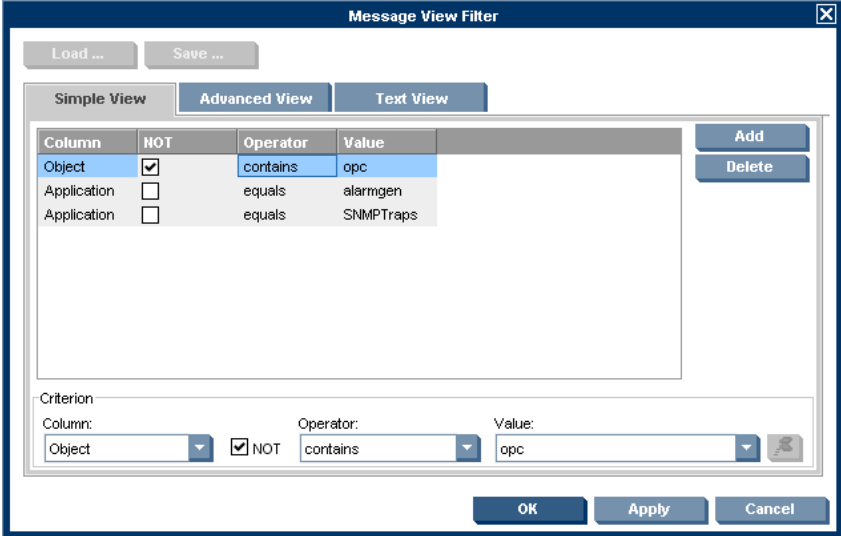 Message View Filter
Load ... Save ...
Simple View Advanced View Text View
Column NOT Operator Value
Object contains opc
Application equals alarmgen
Application equals SNMPTraps
Add
Delete
Criterion
Column: Operator: Value:
Object NOT contains opc
OK Apply Cancel